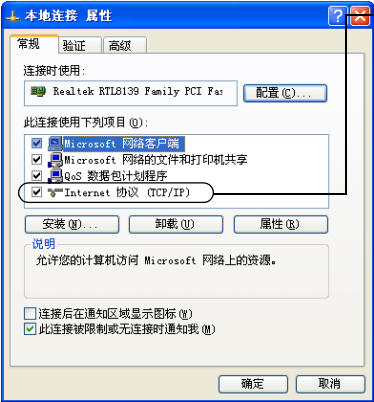 本地连接 属性
常规 验证 高级
连接时使用:
Realtek RTL8139 Family PCI Fas
配置(C)...
此连接使用下列项目(O):
Microsoft 网络客户端
Microsoft 网络的文件和打印机共享
QoS 数据包计划程序
Internet 协议 (TCP/IP)
安装(N)... 卸载(U) 属性(R)
说明
允许您的计算机访问 Microsoft 网络上的资源。
连接后在通知区域显示图标(W)
此连接被限制或无连接时通知我(M)
确定 取消